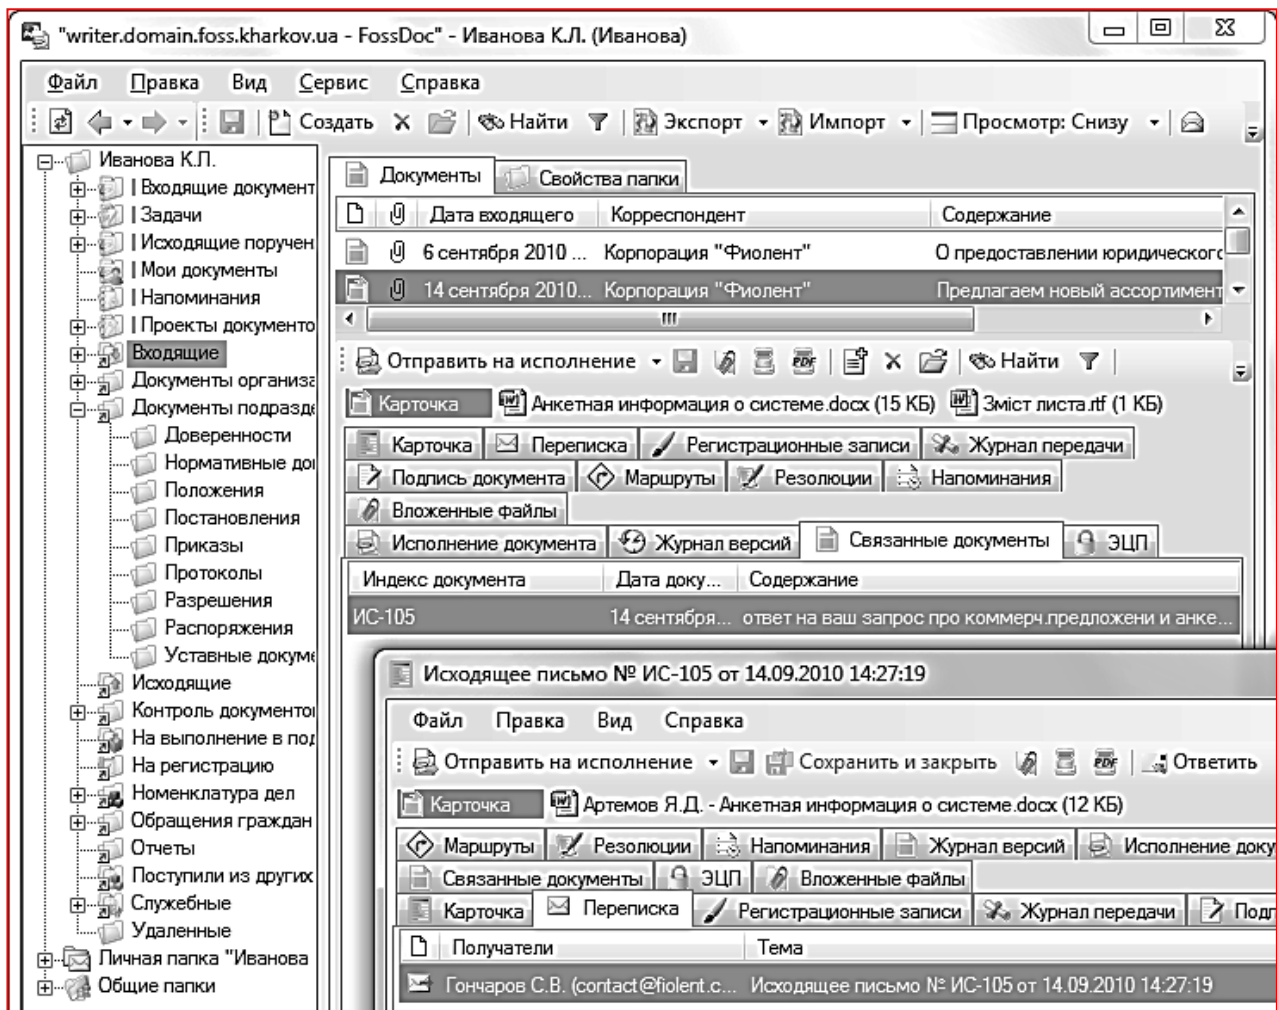 "writer.domain.foss.kharkov.ua - FossDoc" - Иванова К.Л. (Иванова)
Файл Правка Вид Сервис Справка
Создать Найти Экспорт Импорт Просмотр: Снизу
Иванова К.Л.
| Входящие документ
| Задачи
| Исходящие поручен
| Мои документы
| Напоминания
| Проекты документо
Входящие
Документы организа
Документы подразде
Доверенности
Нормативные до
Положения
Постановления
Приказы
Протоколы
Разрешения
Распоряжения
Уставные докуме
Исходящие
Контроль документо
На выполнение в под
На регистрацию
Номенклатура дел
Обращения граждан
Отчеты
Поступили из других
Служебные
Удаленные
Личная папка "Иванова
Общие папки
Документы Свойства папки
Дата входящего Корреспондент Содержание
6 сентября 2010 ... Корпорация "Фиолент" О предоставлении юридического
14 сентября 2010... Корпорация "Фиолент" Предлагаем новый ассортимент
Отправить на исполнение PDF Найти
Карточка Анкетная информация о системе.docx (15 КБ) Зміст листа.rtf (1 КБ)
Карточка Переписка Регистрационные записи Журнал передачи
Подпись документа Маршруты Резолюции Напоминания
Вложенные файлы
Исполнение документа Журнал версий Связанные документы ЭЦП
Индекс документа Дата доку... Содержание
ИС-105 14 сентября... ответ на ваш запрос про коммерч.предложени и анке...
Исходящее письмо № ИС-105 от 14.09.2010 14:27:19
Файл Правка Вид Справка
Отправить на исполнение Сохранить и закрыть PDF Ответить
Карточка Артемов Я.Д. - Анкетная информация о системе.docx (12 КБ)
Маршруты Резолюции Напоминания Журнал версий Исполнение доку
Связанные документы ЭЦП Вложенные файлы
Карточка Переписка Регистрационные записи Журнал передачи Подп
Получатели Тема
Гончаров С.В. (contact@fiolent.c... Исходящее письмо № ИС-105 от 14.09.2010 14:27:19